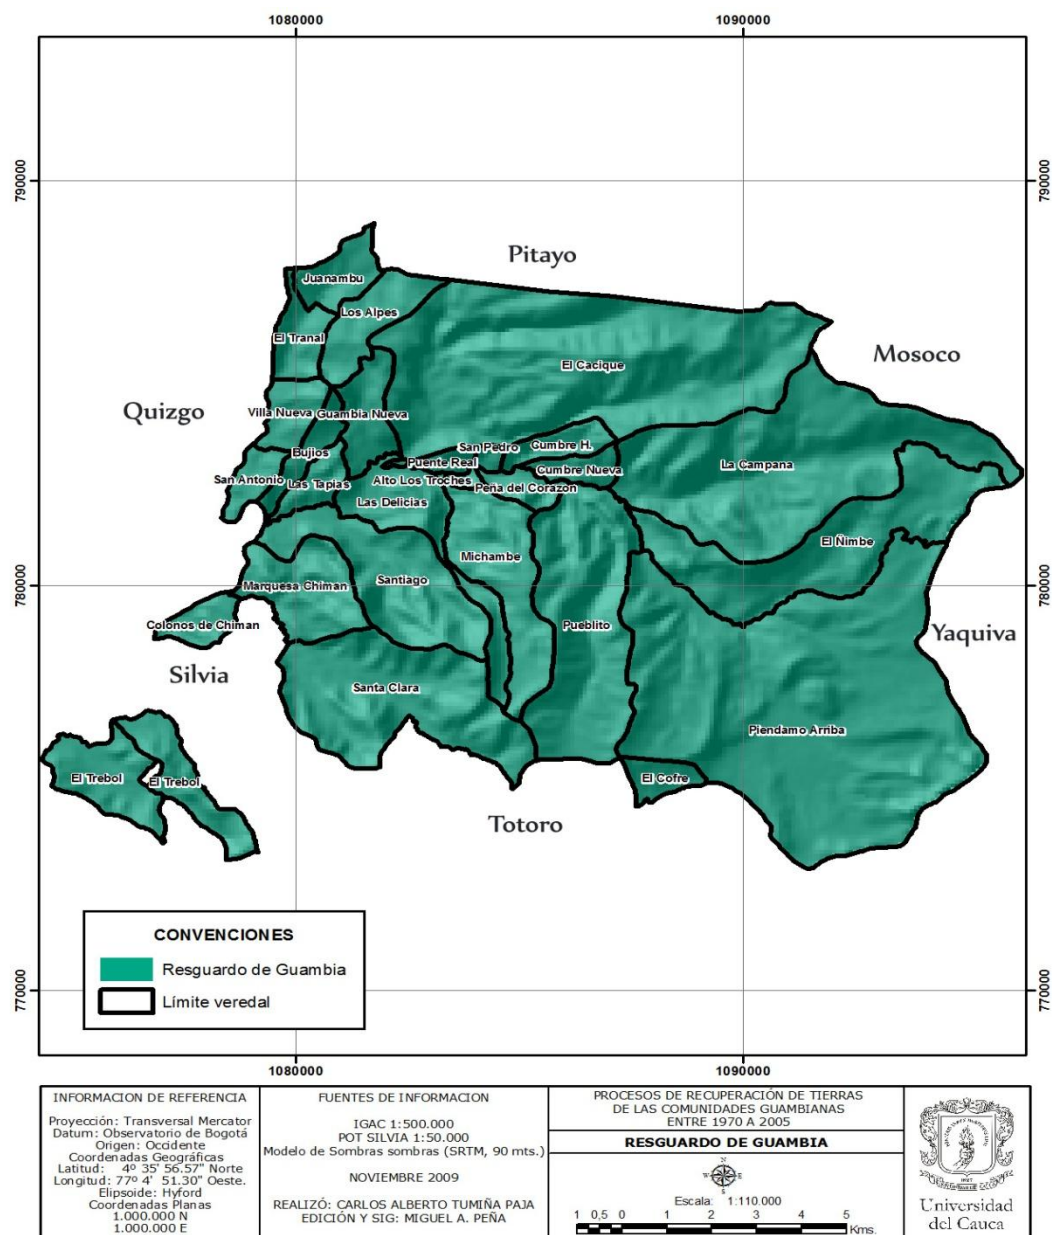 1080000
1090000
790000
790000
Pitayo
Juanambu
Los Alpes
El Tranal
El Cacique
Mosoco
Quizgo
Villa Nueva
Guambia Nueva
San Pedro
Cumbre H.
Bujios
Puente Real
Cumbre Nueva
La Campana
San Antonio
Las Tapias
Alto Los Troches
Peña del Corazon
Las Delicias
El Ñimbe
Michambe
780000
780000
Marquesa Chiman
Santiago
Colonos de Chiman
Pueblito
Yaquiva
Silvia
Santa Clara
Piendamo Arriba
El Trebol
El Trebol
El Cofre
Totoro
CONVENCIONES
Resguardo de Guambia
Límite veredal
770000
770000
1080000
1090000
INFORMACION DE REFERENCIA
Proyección: Transversal Mercator
Datum: Observatorio de Bogotá
Origen: Occidente
Coordenadas Geográficas
Latitud: 4º 35' 56.57" Norte
Longitud: 77º 4' 51.30" Oeste.
Elipsoide: Hyford
Coordenadas Planas
1.000.000 N
1.000.000 E
FUENTES DE INFORMACION
IGAC 1:500.000
POT SILVIA 1:50.000
Modelo de Sombras sombras (SRTM, 90 mts.)
NOVIEMBRE 2009
REALIZÓ: CARLOS ALBERTO TUMIÑA PAJA
EDICIÓN Y SIG: MIGUEL A. PEÑA
PROCESOS DE RECUPERACIÓN DE TIERRAS
DE LAS COMUNIDADES GUAMBIANAS
ENTRE 1970 A 2005
RESGUARDO DE GUAMBIA
N
W E
S
Escala: 1:110.000
1 0,5 0 1 2 3 4 5
Kms.
Universidad
del Cauca